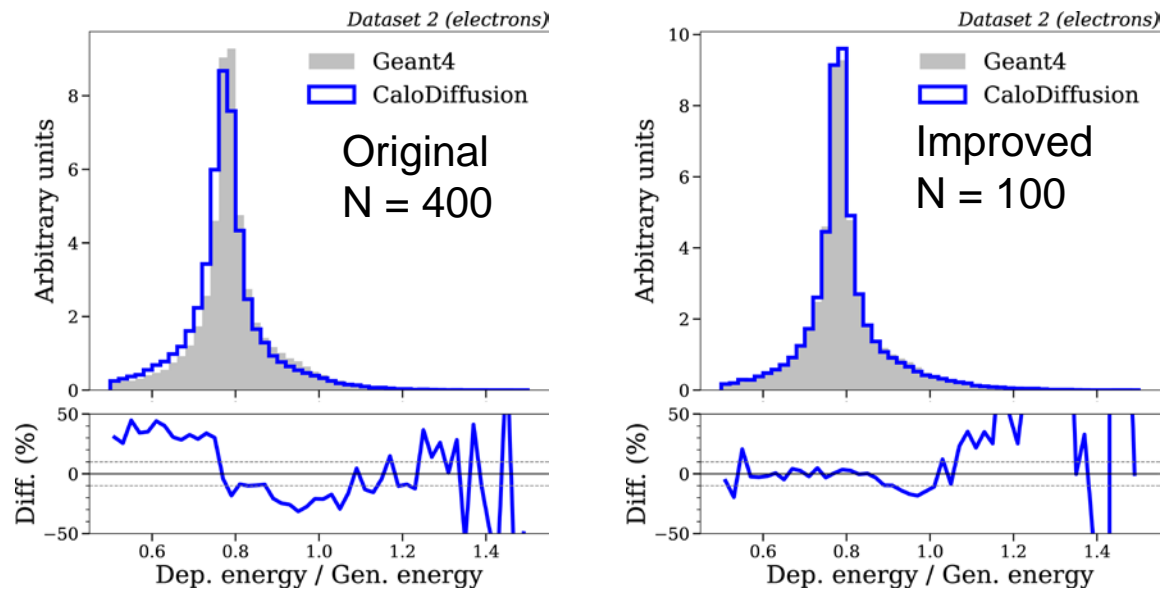 Dataset 2 (electrons)
Geant4
CaloDiffusion
Original
N = 400
Arbitrary units
8
6
4
2
0
50
0
−50
Diff. (%)
0.6 0.8 1.0 1.2 1.4
Dep. energy / Gen. energy
Dataset 2 (electrons)
Geant4
CaloDiffusion
Improved
N = 100
Arbitrary units
10
8
6
4
2
0
50
0
−50
Diff. (%)
0.6 0.8 1.0 1.2 1.4
Dep. energy / Gen. energy